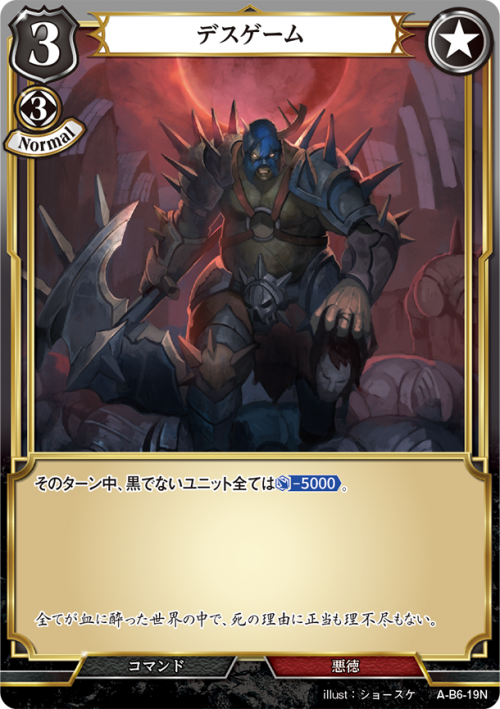 3
デスゲーム
3
Normal
そのターン中、黒でないユニット全ては-5000。
全てが血に酔った世界の中で、死の理由に正当も理不尽もない。
コマンド
悪徳
illust：ショースケ A-B6-19N